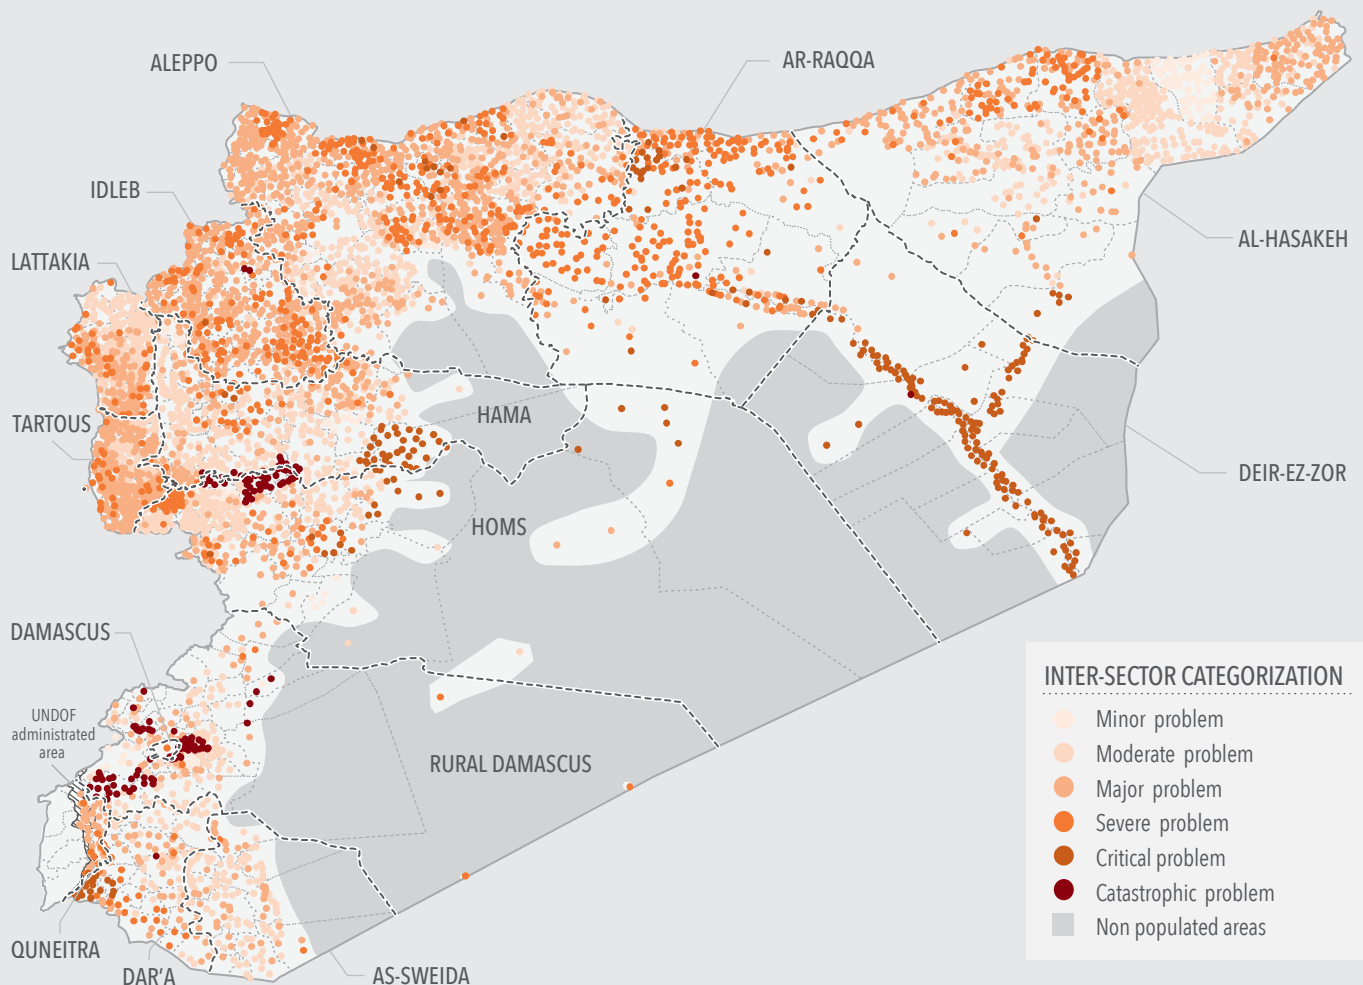 ALEPPO
AR-RAQQA
IDLEB
AL-HASAKEH
LATTAKIA
TARTOUS
HAMA
DEIR-EZ-ZOR
HOMS
DAMASCUS
UNDOF
administrated
area
RURAL DAMASCUS
QUNEITRA
DAR'A
AS-SWEIDA
INTER-SECTOR CATEGORIZATION
Minor problem
Moderate problem
Major problem
Severe problem
Critical problem
Catastrophic problem
Non populated areas